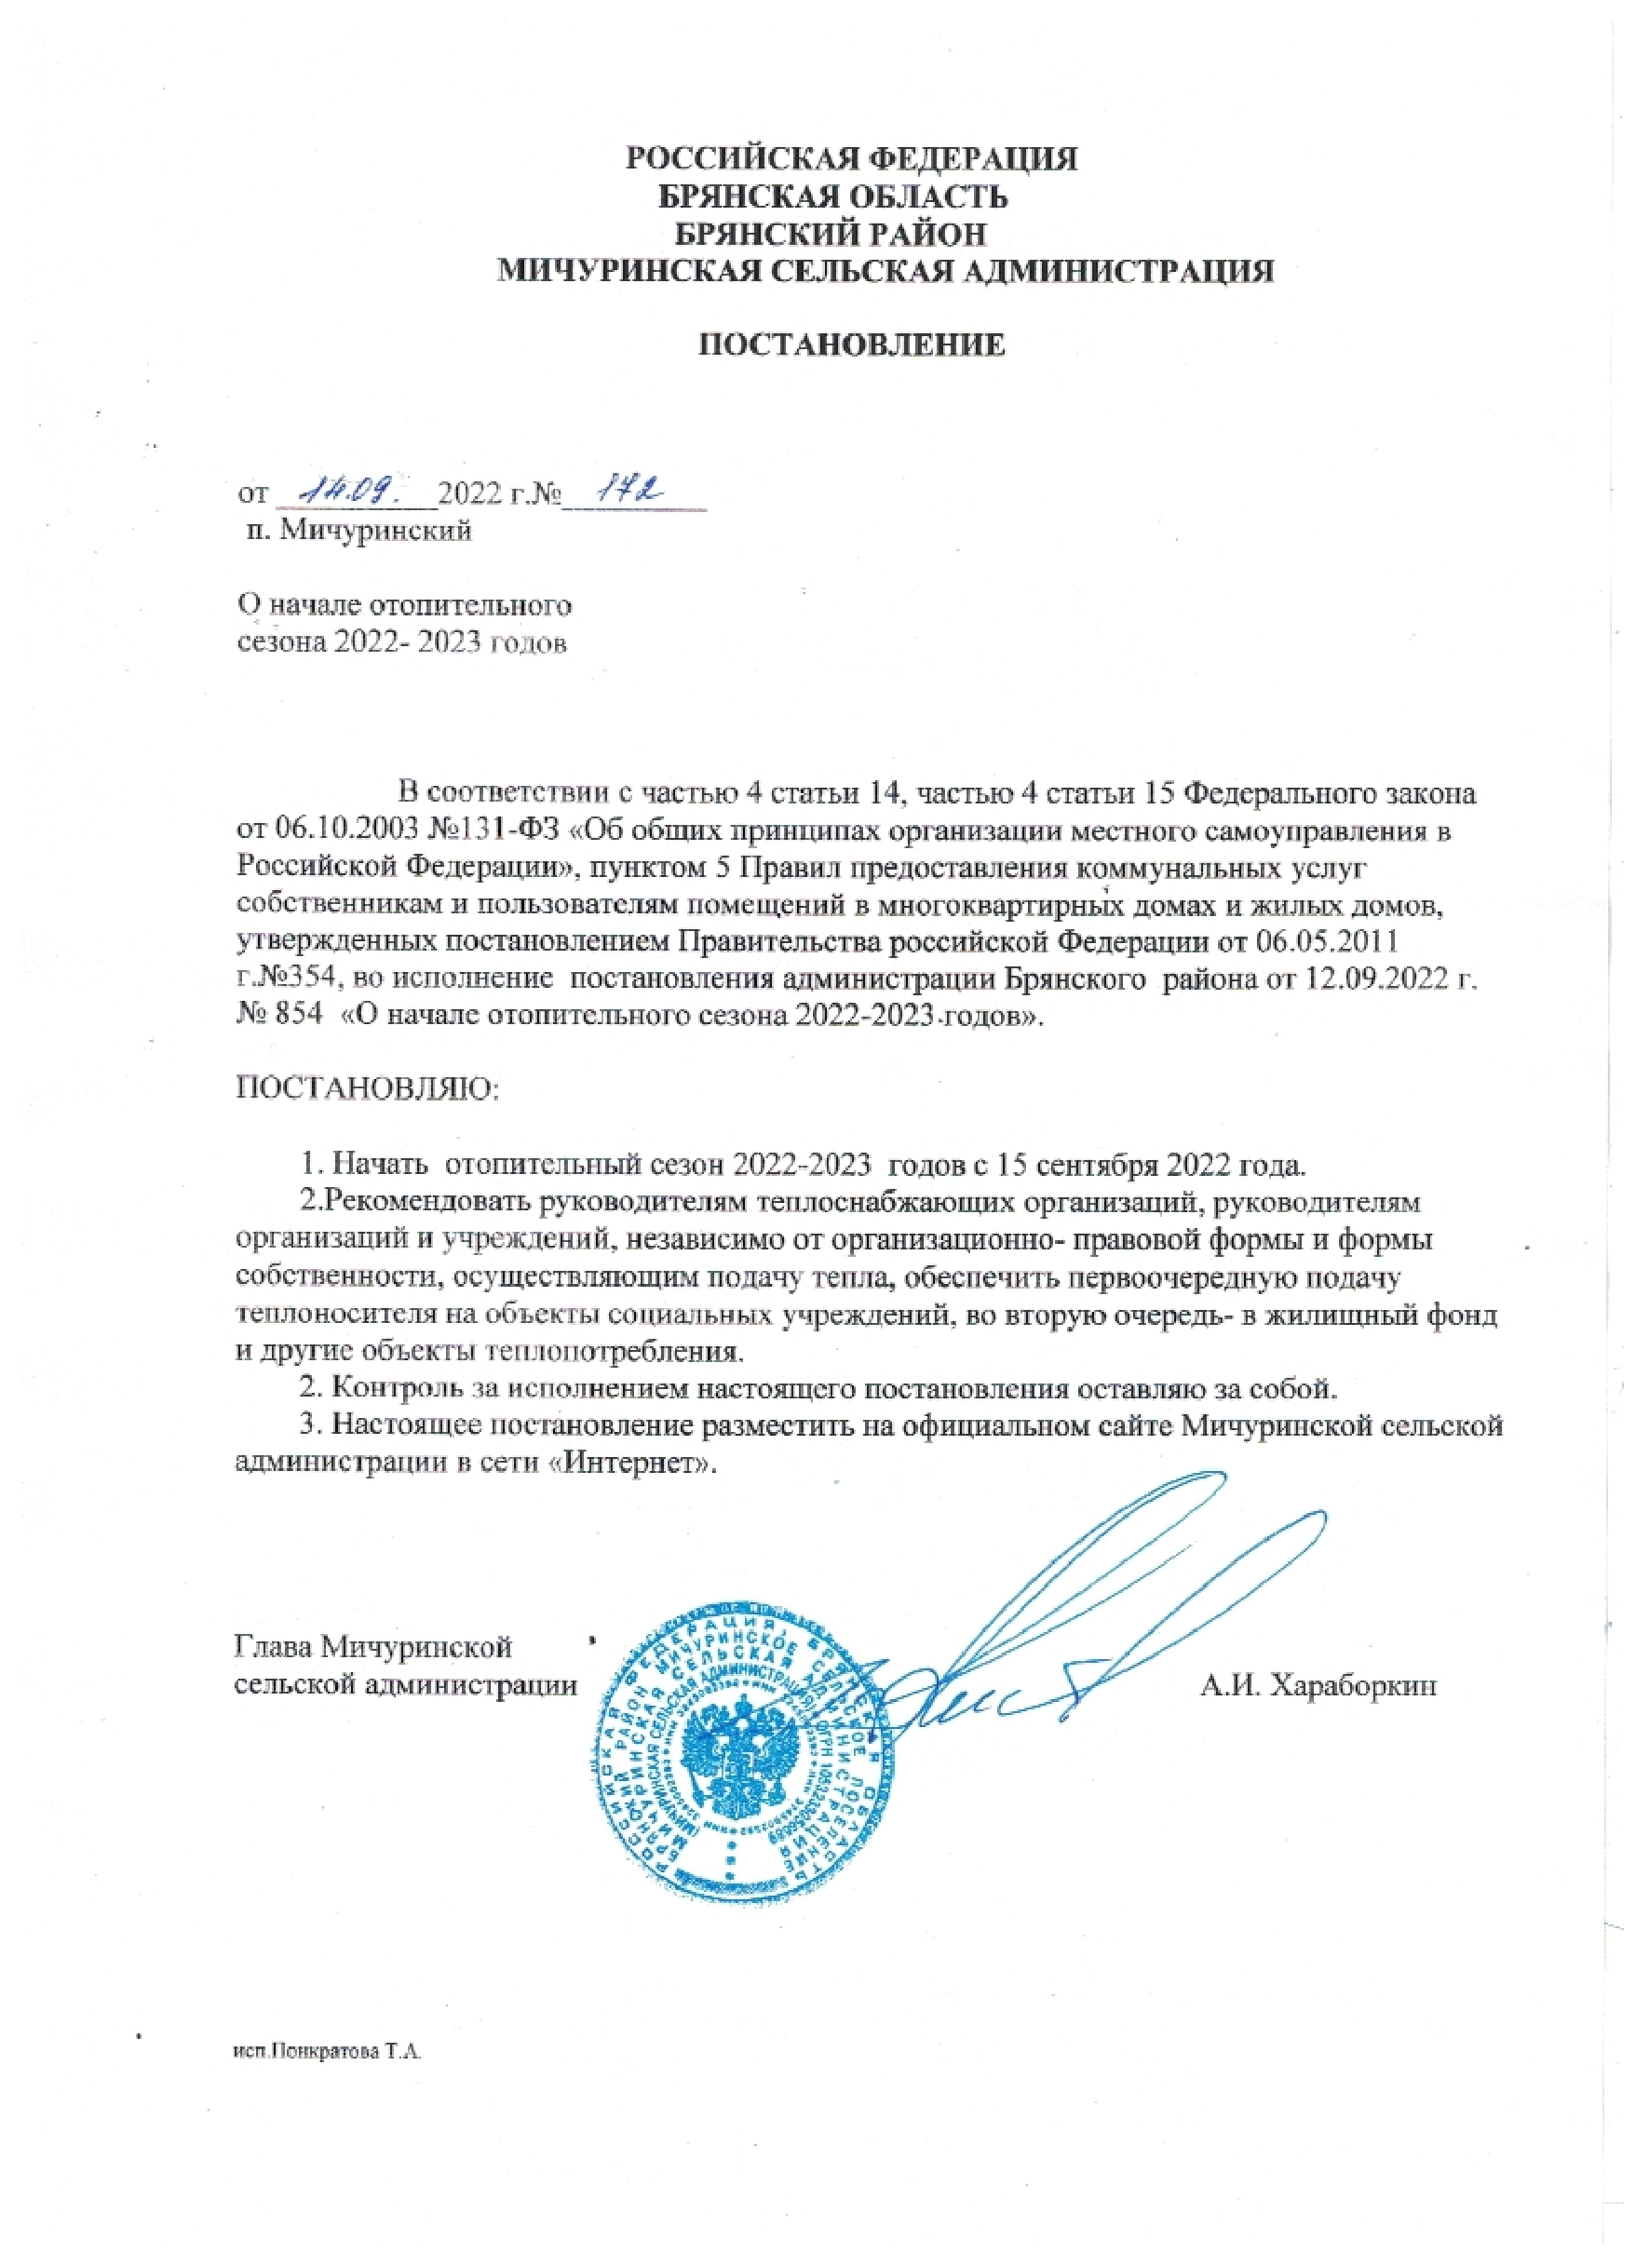 РОССИЙСКАЯ ФЕДЕРАЦИЯ
БРЯНСКАЯ ОБЛАСТЬ
БРЯНСКИЙ РАЙОН
МИЧУРИНСКАЯ СЕЛЬСКАЯ АДМИНИСТРАЦИЯ
ПОСТАНОВЛЕНИЕ
от 14.09. 2022 г.№ 172
п. Мичуринский
О начале отопительного
сезона 2022- 2023 годов
В соответствии с частью 4 статьи 14, частью 4 статьи 15 Федерального закона
от 06.10.2003 №131-ФЗ «Об общих принципах организации местного самоуправления в
Российской Федерации», пунктом 5 Правил предоставления коммунальных услуг
собственникам и пользователям помещений в многоквартирных домах и жилых домов,
утвержденных постановлением Правительства российской Федерации от 06.05.2011
г.№354, во исполнение постановления администрации Брянского района от 12.09.2022 г.
№ 854 «О начале отопительного сезона 2022-2023 годов».
ПОСТАНОВЛЯЮ:
1. Начать отопительный сезон 2022-2023 годов с 15 сентября 2022 года.
2.Рекомендовать руководителям теплоснабжающих организаций, руководителям
организаций и учреждений, независимо от организационно- правовой формы и формы
собственности, осуществляющим подачу тепла, обеспечить первоочередную подачу
теплоносителя на объекты социальных учреждений, во вторую очередь- в жилищный фонд
и другие объекты теплопотребления.
2. Контроль за исполнением настоящего постановления оставляю за собой.
3. Настоящее постановление разместить на официальном сайте Мичуринской сельской
администрации в сети «Интернет».
Глава Мичуринской
сельской администрации
А.И. Хараборкин
РОССИЙСКАЯ ФЕДЕРАЦИЯ, БРЯНСКАЯ ОБЛАСТЬ
БРЯНСКИЙ РАЙОН МИЧУРИНСКОЕ СЕЛЬСКОЕ ПОСЕЛЕНИЕ
МИЧУРИНСКАЯ СЕЛЬСКАЯ АДМИНИСТРАЦИЯ
(МИЧУРИНСКАЯ СЕЛЬСКАЯ АДМИНИСТРАЦИЯ)
исп.Понкратова Т.А.